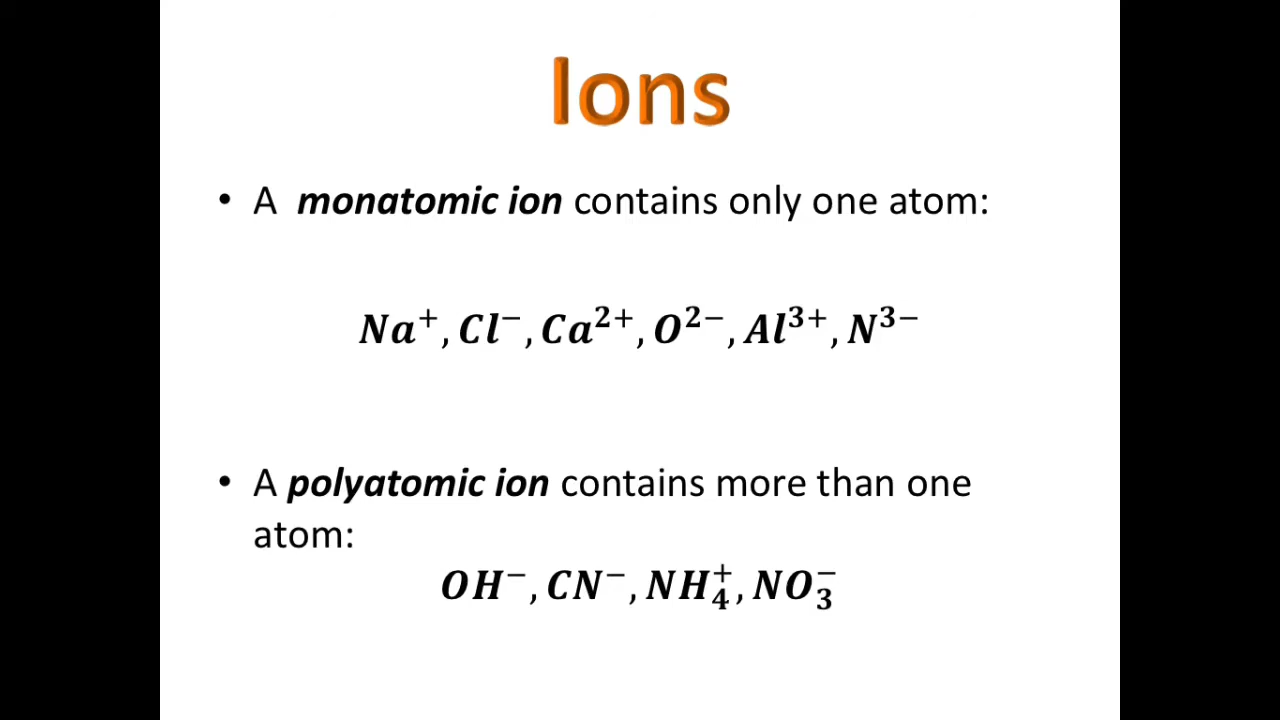 Ions
• A monatomic ion contains only one atom:
Na⁺, Cl⁻, Ca²⁺, O²⁻, Al³⁺, N³⁻
• A polyatomic ion contains more than one
atom:
OH⁻, CN⁻, NH₄⁺, NO₃⁻